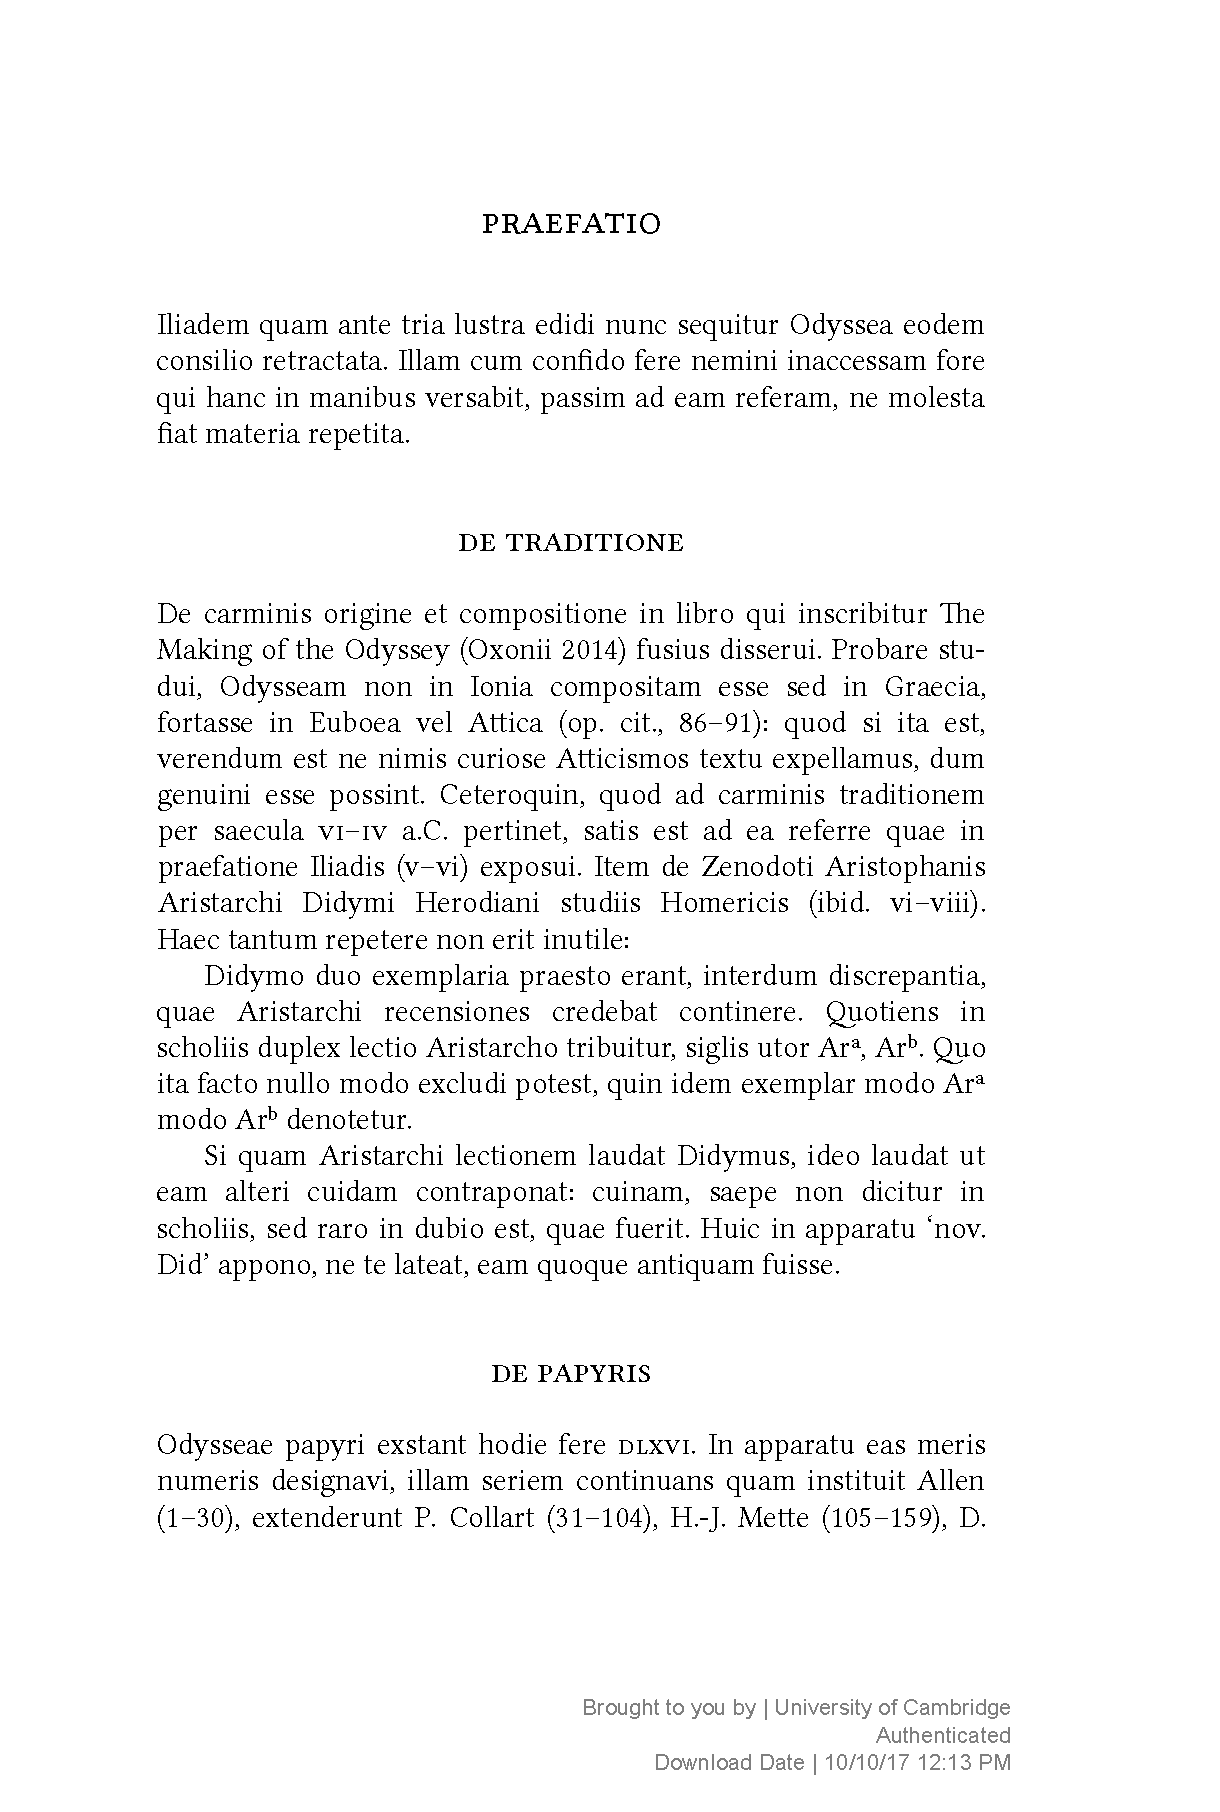 PRAEFATIO
Iliadem quam ante tria lustra edidi nunc sequitur Odyssea eodem
consilio retractata. Illam cum confido fere nemini inaccessam fore
qui hanc in manibus versabit, passim ad eam referam, ne molesta
fiat materia repetita.
DE TRADITIONE
De carminis origine et compositione in libro qui inscribitur The
Making of the Odyssey (Oxonii 2014) fusius disserui. Probare stu-
dui, Odysseam non in Ionia compositam esse sed in Graecia,
fortasse in Euboea vel Attica (op. cit., 86–91): quod si ita est,
verendum est ne nimis curiose Atticismos textu expellamus, dum
genuini esse possint. Ceteroquin, quod ad carminis traditionem
per saecula VI–IV a.C. pertinet, satis est ad ea referre quae in
praefatione Iliadis (v–vi) exposui. Item de Zenodoti Aristophanis
Aristarchi Didymi Herodiani studiis Homericis (ibid. vi–viii).
Haec tantum repetere non erit inutile:
Didymo duo exemplaria praesto erant, interdum discrepantia,
quae Aristarchi recensiones credebat continere. Quotiens in
scholiis duplex lectio Aristarcho tribuitur, siglis utor Arᵃ, Arᵇ. Quo
ita facto nullo modo excludi potest, quin idem exemplar modo Arᵃ
modo Arᵇ denotetur.
Si quam Aristarchi lectionem laudat Didymus, ideo laudat ut
eam alteri cuidam contraponat: cuinam, saepe non dicitur in
scholiis, sed raro in dubio est, quae fuerit. Huic in apparatu ‘nov.
Did’ appono, ne te lateat, eam quoque antiquam fuisse.
DE PAPYRIS
Odysseae papyri exstant hodie fere DLXVI. In apparatu eas meris
numeris designavi, illam seriem continuans quam instituit Allen
(1–30), extenderunt P. Collart (31–104), H.-J. Mette (105–159), D.
Brought to you by | University of Cambridge
Authenticated
Download Date | 10/10/17 12:13 PM